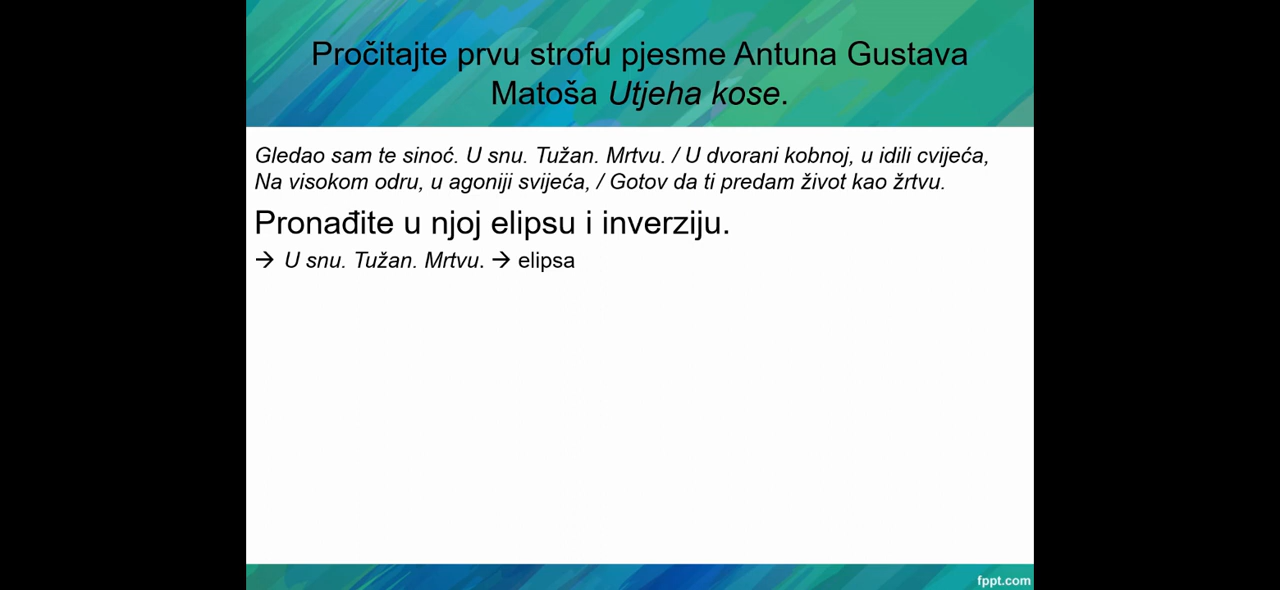 Pročitajte prvu strofu pjesme Antuna Gustava
Matoša Utjeha kose.
Gledao sam te sinoć. U snu. Tužan. Mrtvu. / U dvorani kobnoj, u idili cvijeća,
Na visokom odru, u agoniji svijeća, / Gotov da ti predam život kao žrtvu.
Pronađite u njoj elipsu i inverziju.
→ U snu. Tužan. Mrtvu. → elipsa
fppt.com